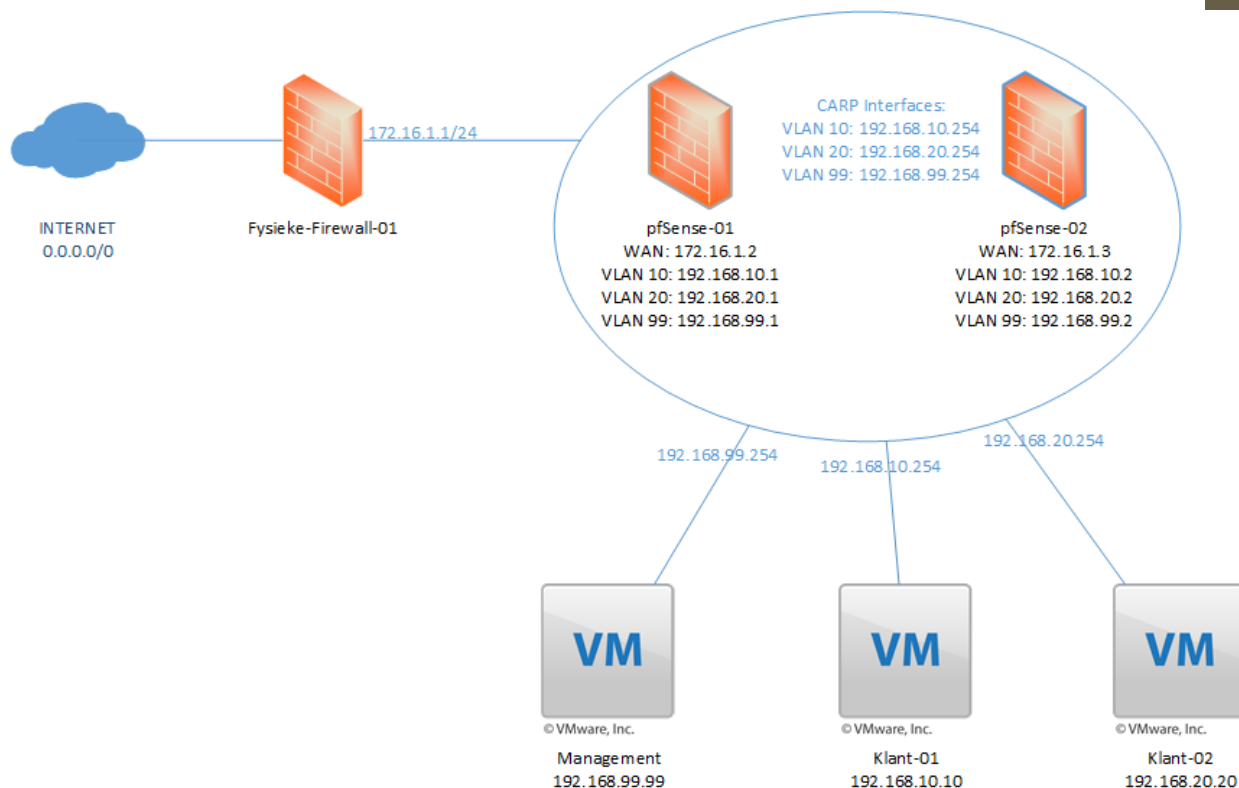 INTERNET
0.0.0.0/0
172.16.1.1/24
Fysieke-Firewall-01
pfSense-01
WAN: 172.16.1.2
VLAN 10: 192.168.10.1
VLAN 20: 192.168.20.1
VLAN 99: 192.168.99.1
CARP Interfaces:
VLAN 10: 192.168.10.254
VLAN 20: 192.168.20.254
VLAN 99: 192.168.99.254
pfSense-02
WAN: 172.16.1.3
VLAN 10: 192.168.10.2
VLAN 20: 192.168.20.2
VLAN 99: 192.168.99.2
192.168.99.254
192.168.10.254
192.168.20.254
VM
© VMware, Inc.
Management
192.168.99.99
VM
© VMware, Inc.
Klant-01
192.168.10.10
VM
© VMware, Inc.
Klant-02
192.168.20.20